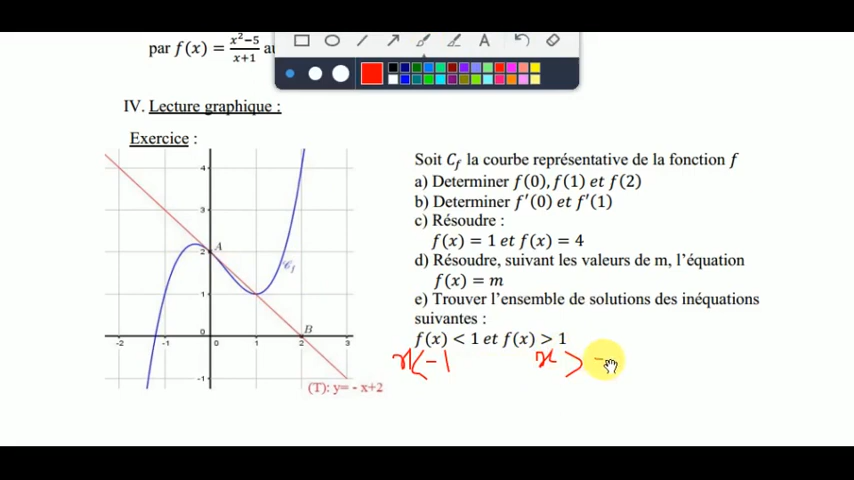 par f(x) = x²−5/x+1 au
IV. Lecture graphique :
Exercice :
4
3
2
1
0
-1
-2
-1
0
1
2
3
A
B
𝒞f
(T): y= - x+2
Soit Cf la courbe représentative de la fonction f
a) Determiner f(0), f(1) et f(2)
b) Determiner f'(0) et f'(1)
c) Résoudre :
f(x) = 1 et f(x) = 4
d) Résoudre, suivant les valeurs de m, l'équation
f(x) = m
e) Trouver l'ensemble de solutions des inéquations
suivantes :
f(x) < 1 et f(x) > 1
x < -1 x > -